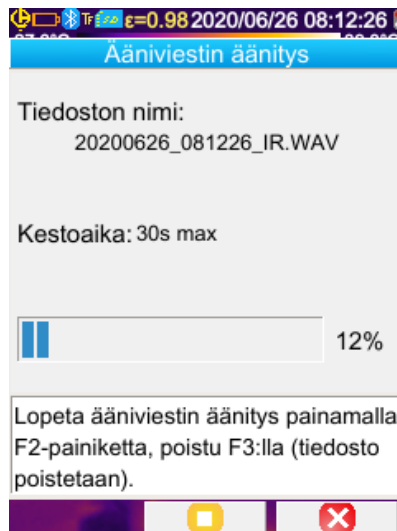 TF ε=0.98 2020/06/26 08:12:26
Ääniviestin äänitys
Tiedoston nimi:
20200626_081226_IR.WAV
Kestoaika: 30s max
12%
Lopeta ääniviestin äänitys painamalla
F2-painiketta, poistu F3:lla (tiedosto
poistetaan).